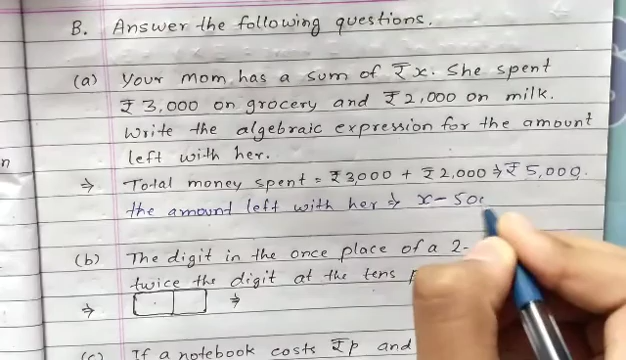 B. Answer the following questions.
(a) Your mom has a sum of ₹x. She spent
₹3,000 on grocery and ₹2,000 on milk.
Write the algebraic expression for the amount
left with her.
⇒ Total money spent = ₹3,000 + ₹2,000 ⇒ ₹5,000.
the amount left with her ⇒ x - 50
(b) The digit in the once place of a 2-
twice the digit at the tens
⇒ ⇒
(c) If a notebook costs ₹p and